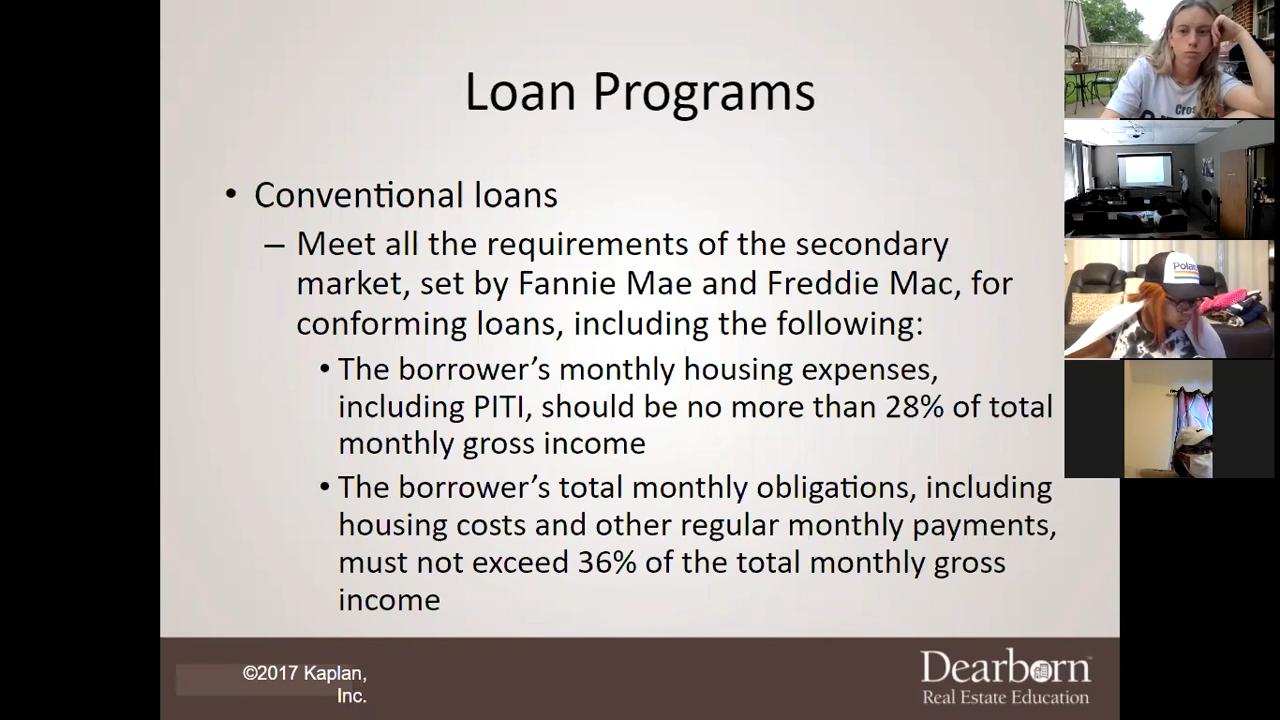 Loan Programs
• Conventional loans
– Meet all the requirements of the secondary
market, set by Fannie Mae and Freddie Mac, for
conforming loans, including the following:
• The borrower’s monthly housing expenses,
including PITI, should be no more than 28% of total
monthly gross income
• The borrower’s total monthly obligations, including
housing costs and other regular monthly payments,
must not exceed 36% of the total monthly gross
income
©2017 Kaplan,
Inc.
Dearborn™
Real Estate Education